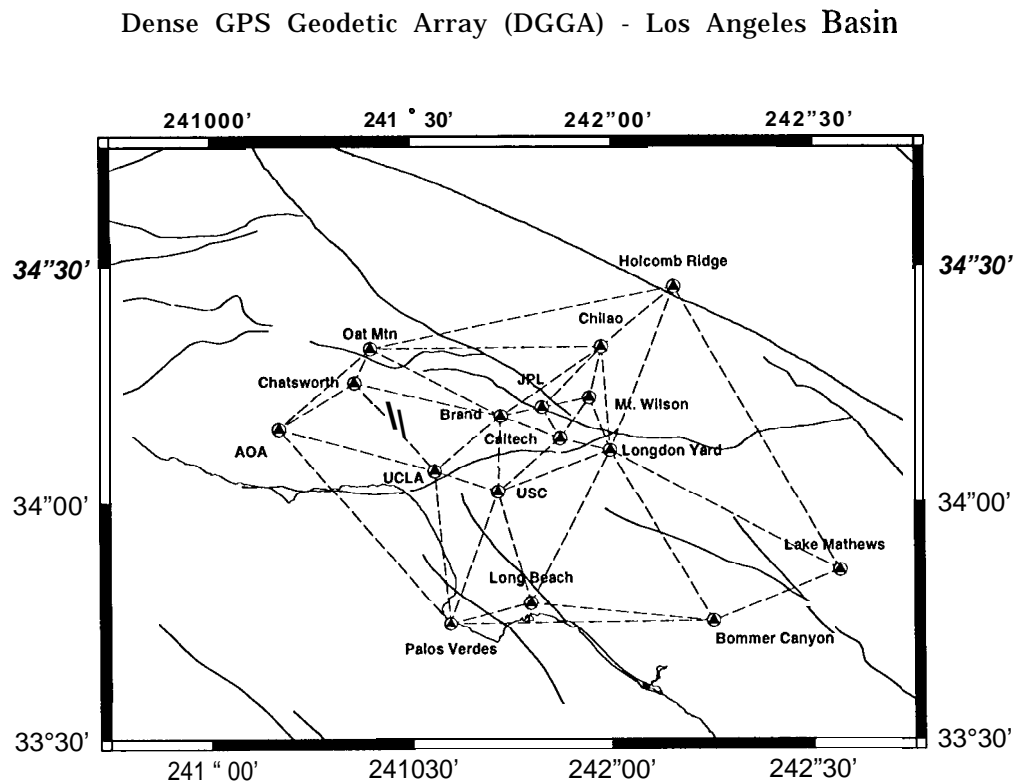 Dense GPS Geodetic Array (DGGA) - Los Angeles Basin
241000' 241°30' 242"00' 242"30'
Holcomb Ridge
34"30' 34"30'
Chilao
Oat Mtn
JPL
Chatsworth
Mt. Wilson
Brand
Caltech
AOA
Longdon Yard
UCLA
USC
34"00' 34"00'
Lake Mathews
Long Beach
Bommer Canyon
Palos Verdes
33°30' 33°30'
241"00' 241030' 242"00' 242"30'